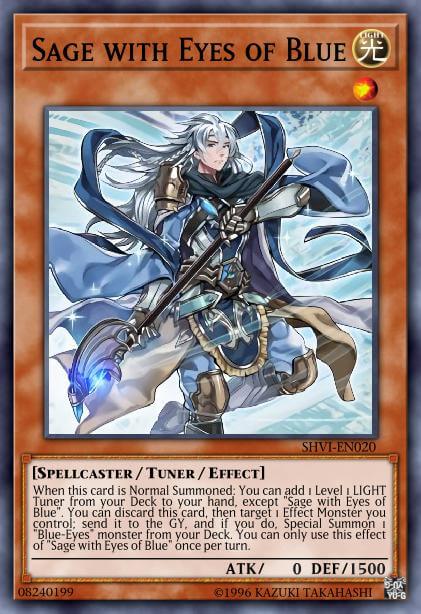 Sage with Eyes of Blue
LIGHT
光
SHVI-EN020
[Spellcaster / Tuner / Effect]
When this card is Normal Summoned: You can add 1 Level 1 LIGHT
Tuner from your Deck to your hand, except "Sage with Eyes of
Blue". You can discard this card, then target 1 Effect Monster you
control; send it to the GY, and if you do, Special Summon 1
"Blue-Eyes" monster from your Deck. You can only use this effect
of "Sage with Eyes of Blue" once per turn.
ATK/ 0 DEF/1500
08240199
©1996 KAZUKI TAKAHASHI